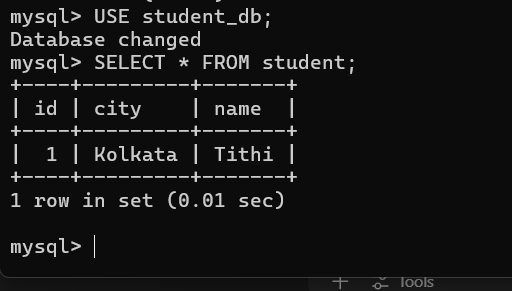 mysql> USE student_db;
Database changed
mysql> SELECT * FROM student;
+----+---------+-------+
| id | city    | name  |
+----+---------+-------+
|  1 | Kolkata | Tithi |
+----+---------+-------+
1 row in set (0.01 sec)
mysql>
Tools